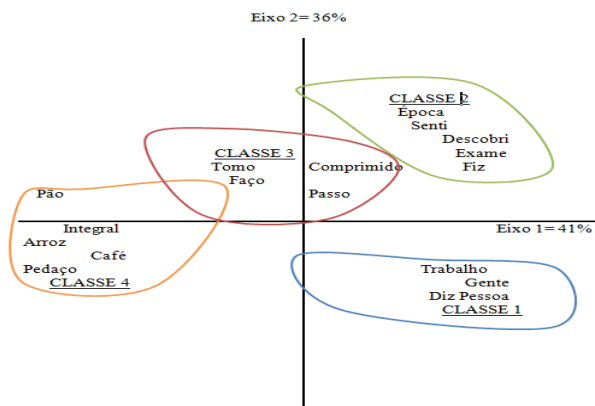 Eixo 2= 36%
CLASSE 2
Época
Senti
Descobri
Exame
Fiz
CLASSE 3
Tomo
Faço
Comprimido
Passo
Pão
Integral
Arroz
Café
Pedaço
CLASSE 4
Eixo 1= 41%
Trabalho
Gente
Diz Pessoa
CLASSE 1